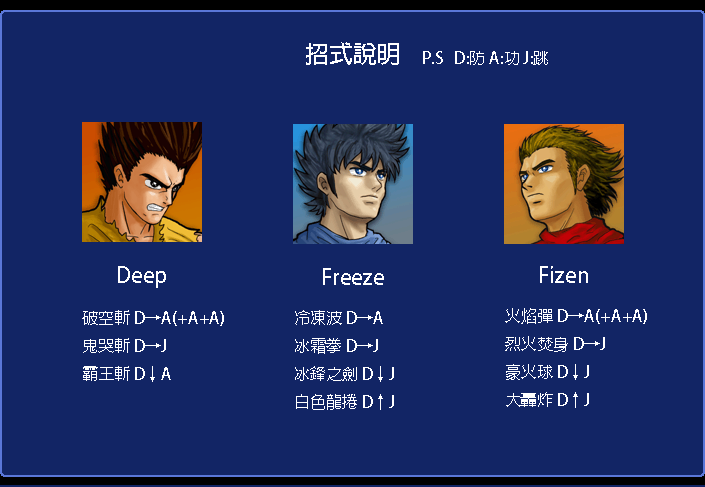 招式說明 P.S D:防 A:功 J:跳
Deep
破空斬 D→A(+A+A)
鬼哭斬 D→J
霸王斬 D↓A
Freeze
冷凍波 D→A
冰霜拳 D→J
冰鋒之劍 D↓J
白色龍捲 D↑J
Fizen
火焰彈 D→A(+A+A)
烈火焚身 D→J
豪火球 D↓J
大轟炸 D↑J